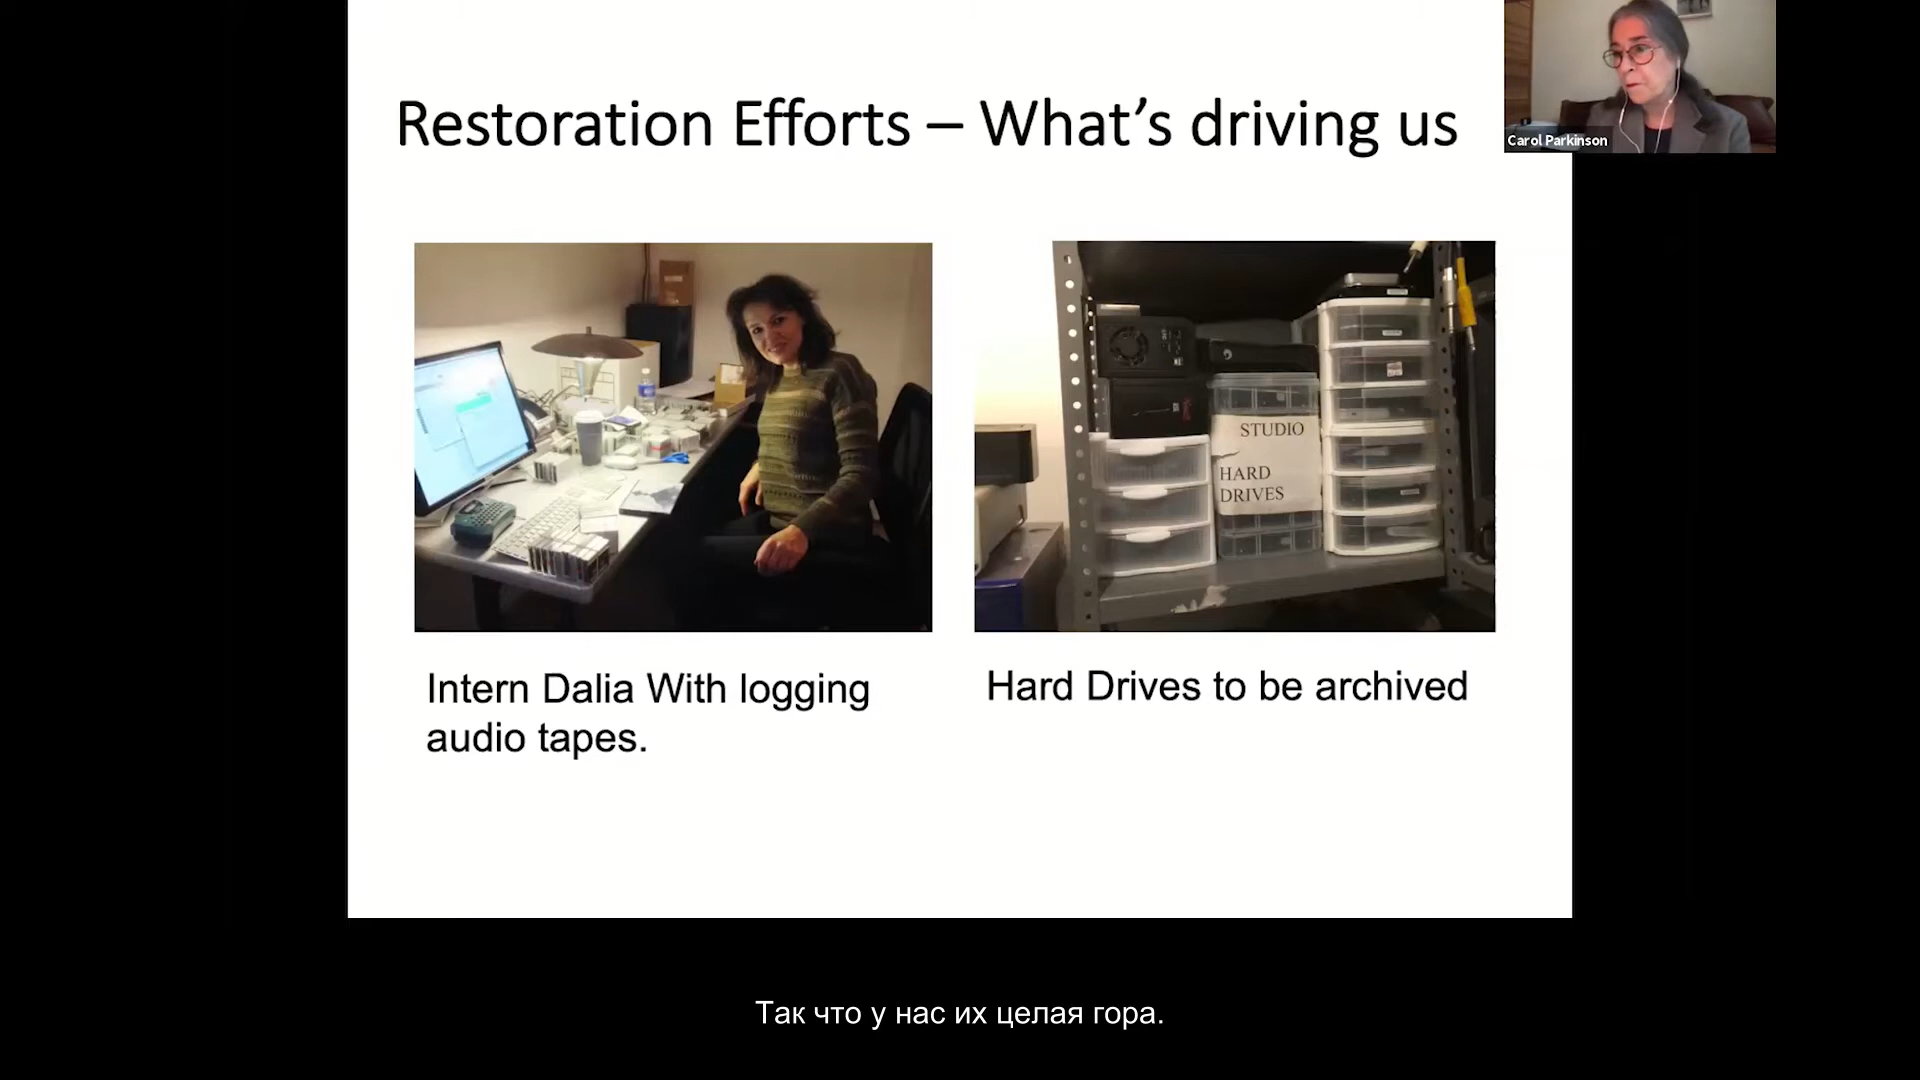 Restoration Efforts – What's driving us
Carol Parkinson
STUDIO
HARD
DRIVES
Intern Dalia With logging
audio tapes.
Hard Drives to be archived
Так что у нас их целая гора.